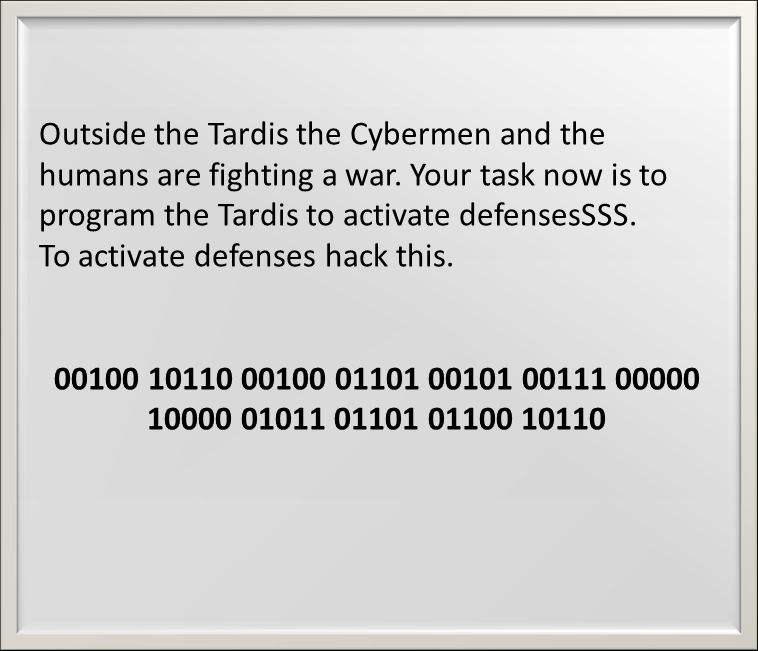 Outside the Tardis the Cybermen and the
humans are fighting a war. Your task now is to
program the Tardis to activate defensesSSS.
To activate defenses hack this.
00100 10110 00100 01101 00101 00111 00000
10000 01011 01101 01100 10110